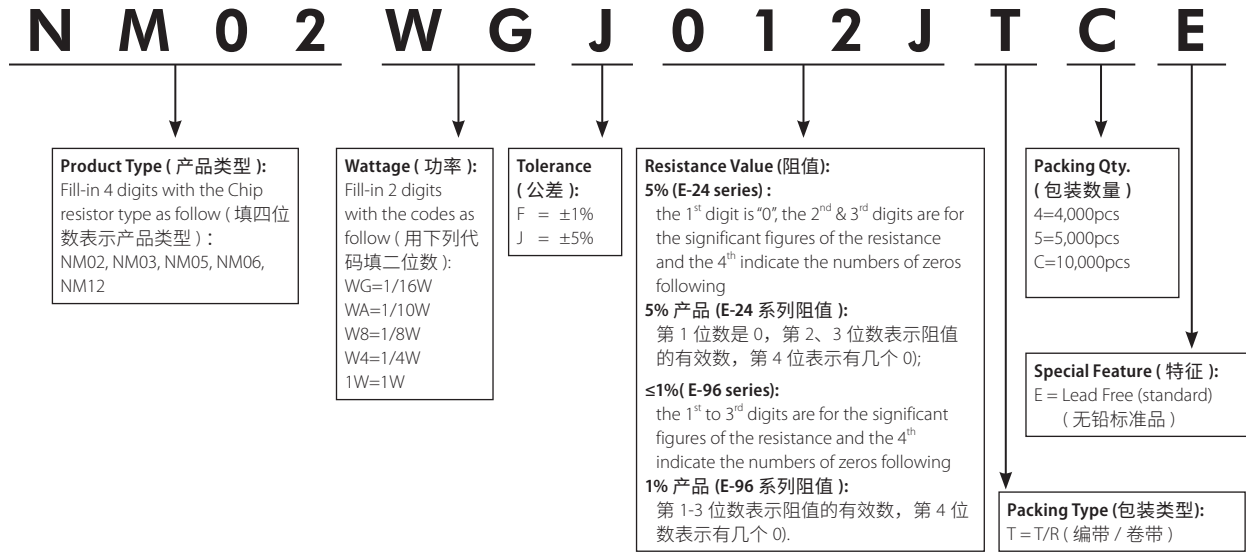 NM02 WG J 012J T C E
Product Type ( 产品类型 ):
Fill-in 4 digits with the Chip
resistor type as follow ( 填四位
数表示产品类型 ) :
NM02, NM03, NM05, NM06,
NM12
Wattage ( 功率 ):
Fill-in 2 digits
with the codes as
follow ( 用下列代
码填二位数 ):
WG=1/16W
WA=1/10W
W8=1/8W
W4=1/4W
1W=1W
Tolerance
( 公差 ):
F = ±1%
J = ±5%
Resistance Value (阻值):
5% (E-24 series) :
the 1st digit is “0”, the 2nd & 3rd digits are for
the significant figures of the resistance
and the 4th indicate the numbers of zeros
following
5% 产品 (E-24 系列阻值 ):
第 1 位数是 0，第 2、3 位数表示阻值
的有效数，第 4 位表示有几个 0);
≤1%( E-96 series):
the 1st to 3rd digits are for the significant
figures of the resistance and the 4th
indicate the numbers of zeros following
1% 产品 (E-96 系列阻值 ):
第 1-3 位数表示阻值的有效数，第 4 位
数表示有几个 0).
Packing Qty.
( 包装数量 )
4=4,000pcs
5=5,000pcs
C=10,000pcs
Special Feature ( 特征 ):
E = Lead Free (standard)
( 无铅标准品 )
Packing Type (包装类型):
T = T/R ( 编带 / 卷带 )